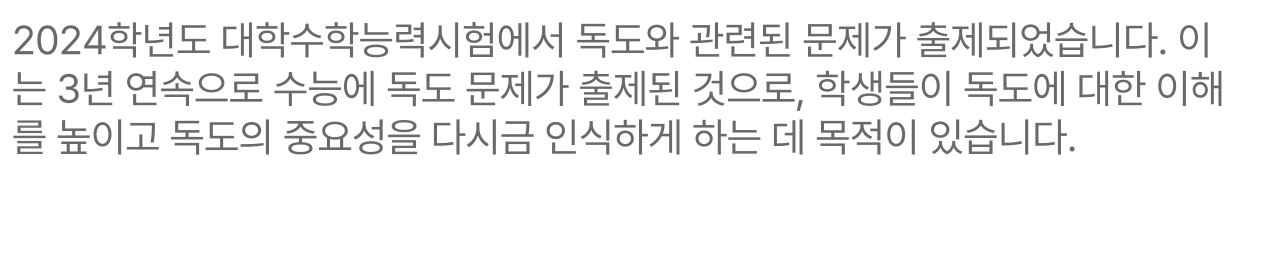 2024학년도 대학수학능력시험에서 독도와 관련된 문제가 출제되었습니다. 이
는 3년 연속으로 수능에 독도 문제가 출제된 것으로, 학생들이 독도에 대한 이해
를 높이고 독도의 중요성을 다시금 인식하게 하는 데 목적이 있습니다.